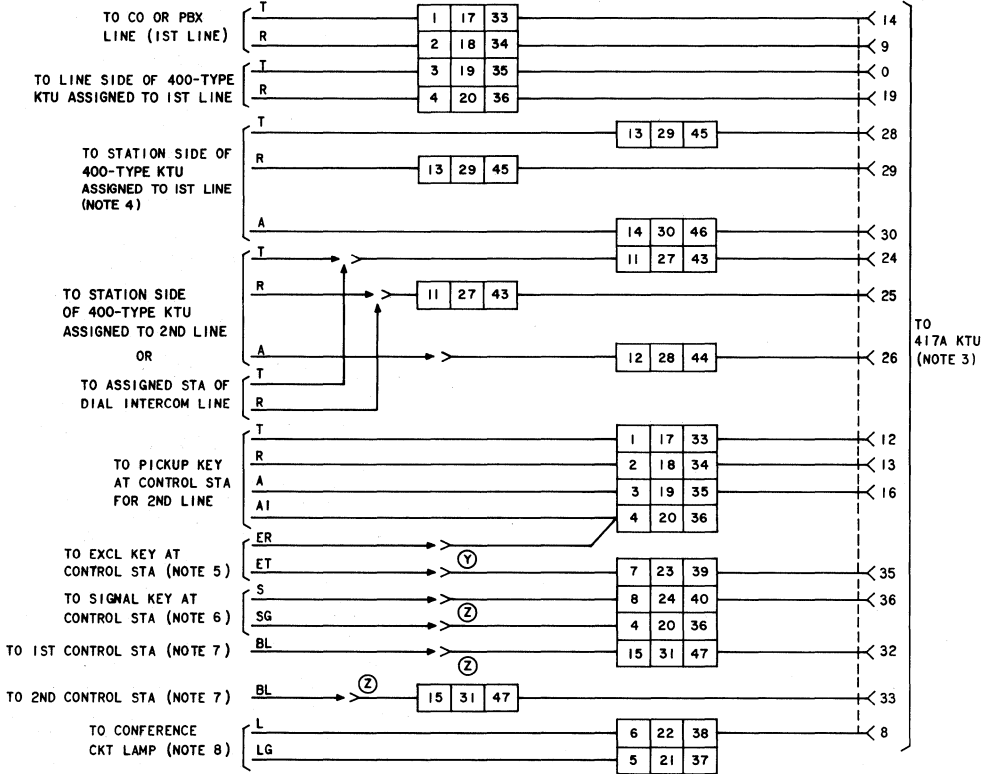 TO CO OR PBX
LINE (1ST LINE)
T
1 17 33
14
R
2 18 34
9
TO LINE SIDE OF 400-TYPE
KTU ASSIGNED TO 1ST LINE
T
3 19 35
0
R
4 20 36
19
TO STATION SIDE OF
400-TYPE KTU
ASSIGNED TO 1ST LINE
(NOTE 4)
T
13 29 45
28
R
13 29 45
29
A
14 30 46
30
TO STATION SIDE
OF 400-TYPE KTU
ASSIGNED TO 2ND LINE
OR
T
11 27 43
24
R
11 27 43
25
A
12 28 44
26
TO
417A KTU
(NOTE 3)
TO ASSIGNED STA OF
DIAL INTERCOM LINE
T
R
TO PICKUP KEY
AT CONTROL STA
FOR 2ND LINE
T
1 17 33
12
R
2 18 34
13
A
3 19 35
16
A1
4 20 36
TO EXCL KEY AT
CONTROL STA (NOTE 5)
ER
Y
ET
7 23 39
35
TO SIGNAL KEY AT
CONTROL STA (NOTE 6)
S
8 24 40
36
Z
SG
4 20 36
TO 1ST CONTROL STA (NOTE 7)
BL
15 31 47
32
Z
TO 2ND CONTROL STA (NOTE 7)
BL
Z
15 31 47
33
TO CONFERENCE
CKT LAMP (NOTE 8)
L
6 22 38
8
LG
5 21 37